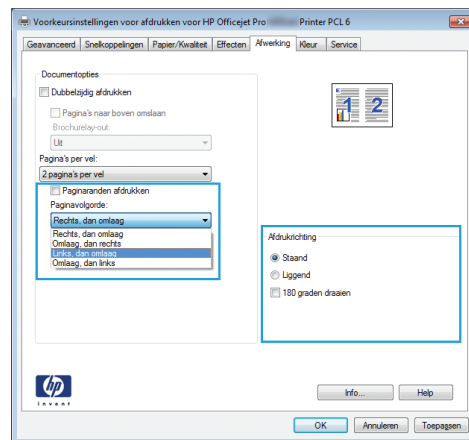 Voorkeursinstellingen voor afdrukken voor HP Officejet Pro Printer PCL 6
Geavanceerd Snelkoppelingen Papier/Kwaliteit Effecten Afwerking Kleur Service
Documentopties
Dubbelzijdig afdrukken
Pagina's naar boven omslaan
Brochurelay-out:
Uit
Pagina's per vel:
2 pagina's per vel
Paginaranden afdrukken
Paginavolgorde:
Rechts, dan omlaag
Rechts, dan omlaag
Omlaag, dan rechts
Links, dan omlaag
Omlaag, dan links
1 2
Afdrukrichting
Staand
Liggend
180 graden draaien
hp
invent
Info... Help
OK Annuleren Toepassen